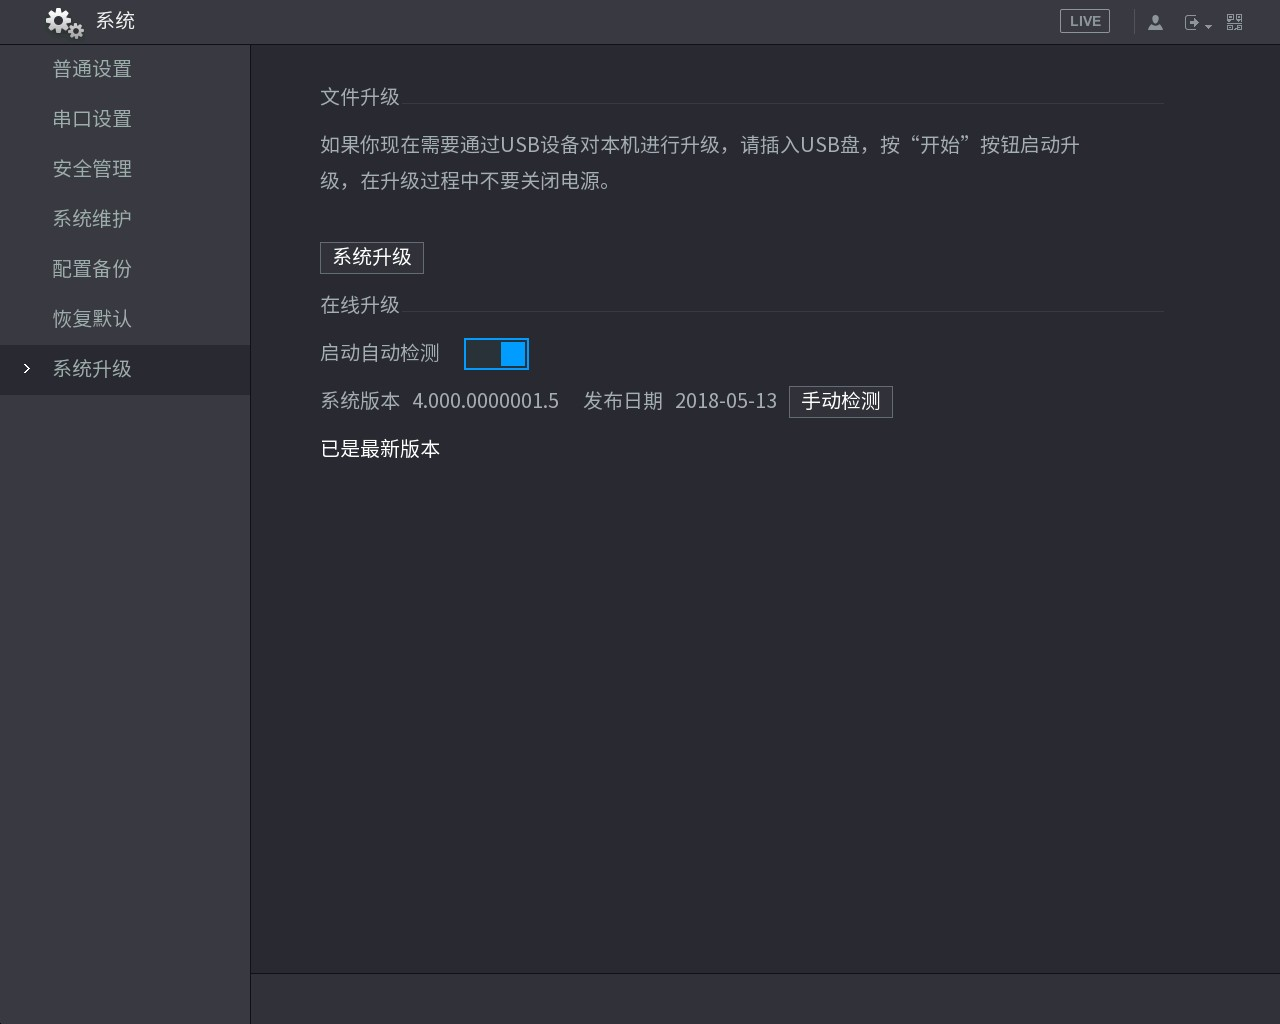 系统
LIVE
普通设置
串口设置
安全管理
系统维护
配置备份
恢复默认
系统升级
文件升级
如果你现在需要通过USB设备对本机进行升级，请插入USB盘，按“开始”按钮启动升
级，在升级过程中不要关闭电源。
系统升级
在线升级
启动自动检测
系统版本 4.000.0000001.5 发布日期 2018-05-13 手动检测
已是最新版本